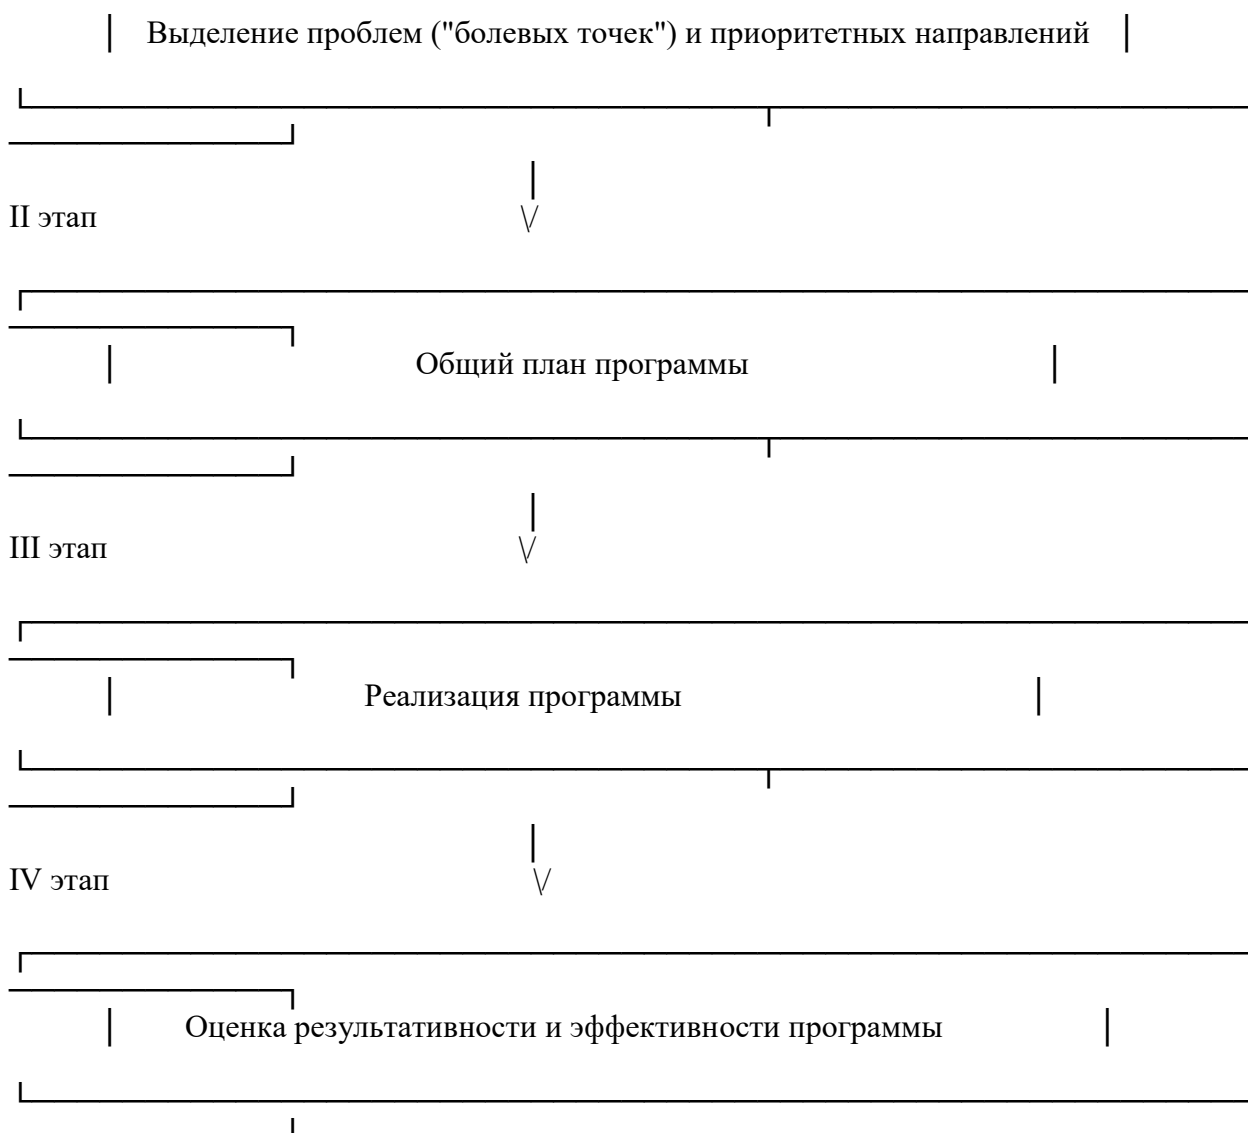 Выделение проблем ("болевых точек") и приоритетных направлений
II этап
Общий план программы
III этап
Реализация программы
IV этап
Оценка результативности и эффективности программы